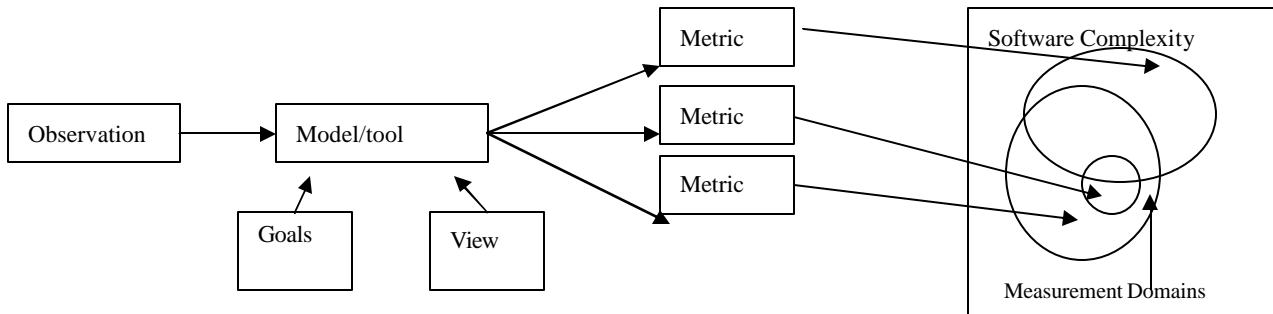 Observation
Model/tool
Goals
View
Metric
Metric
Metric
Software Complexity
Measurement Domains